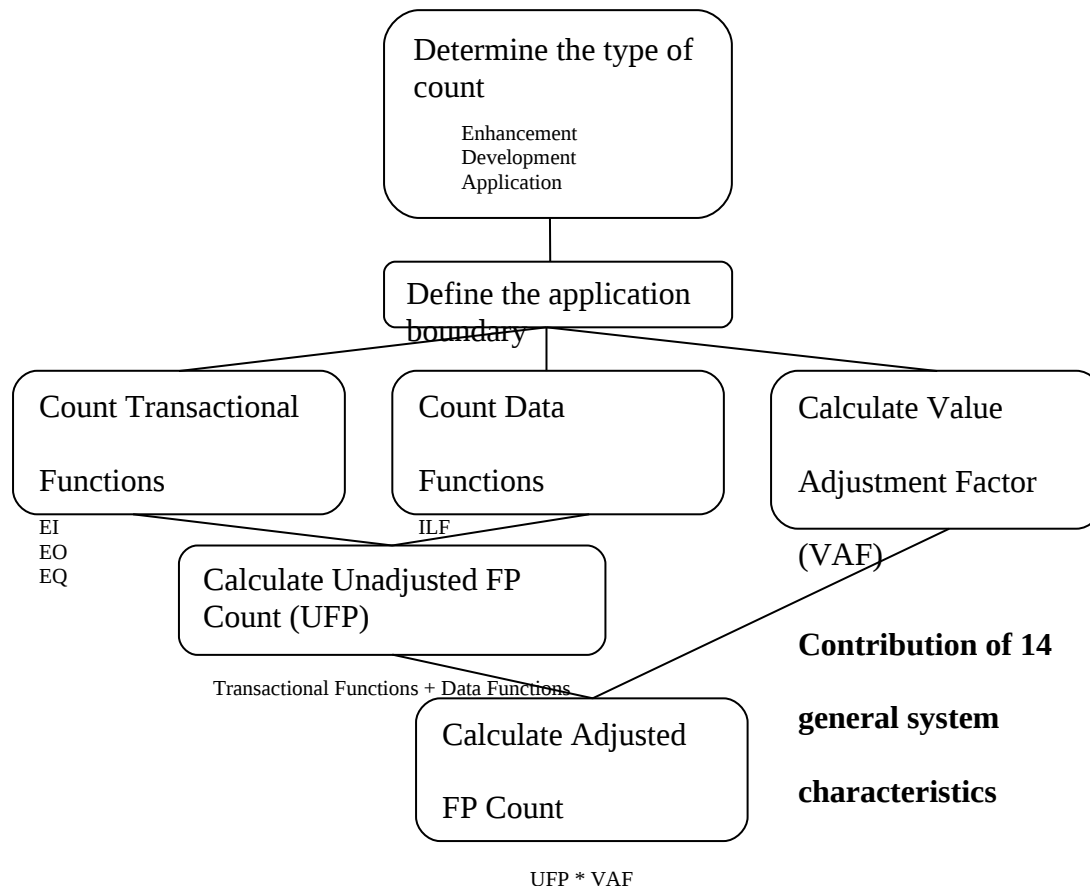 Determine the type of
count
Enhancement
Development
Application
Define the application
boundary
Count Transactional
Functions
EI
EO
EQ
Count Data
Functions
ILF
Calculate Value
Adjustment Factor
(VAF)
Contribution of 14
general system
characteristics
Calculate Unadjusted FP
Count (UFP)
Transactional Functions + Data Functions
Calculate Adjusted
FP Count
UFP * VAF